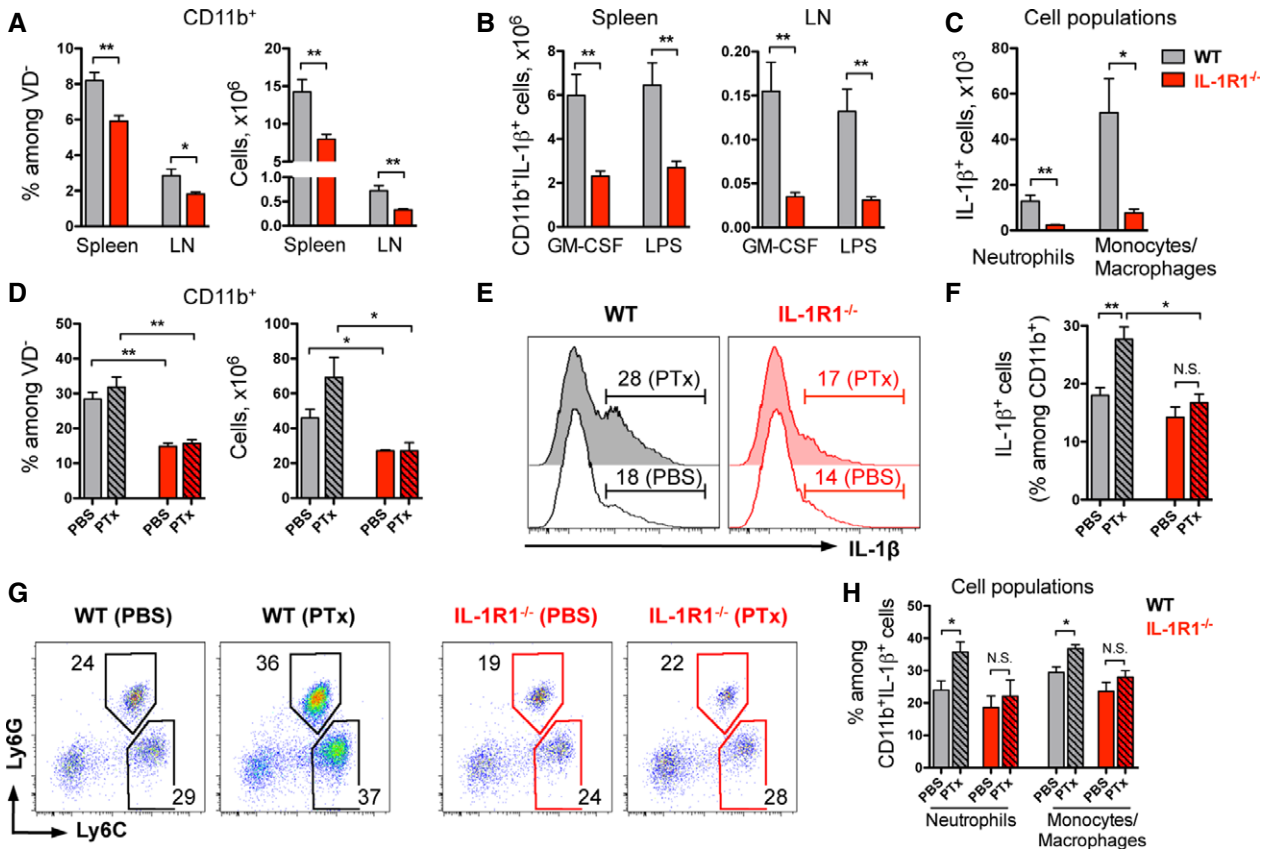 A
CD11b⁺
% among VD⁻
10
8
6
4
2
0
**
*
Spleen
LN
Cells, x10⁶
20
15
10
5
1.0
0.5
0.0
**
**
Spleen
LN
B
Spleen
LN
CD11b⁺IL-1β⁺ cells, x10⁶
8
6
4
2
0
**
**
GM-CSF
LPS
0.20
0.15
0.10
0.05
0.00
**
**
GM-CSF
LPS
C
Cell populations
IL-1β⁺ cells, x10³
80
60
40
20
0
**
*
Neutrophils
Monocytes/
Macrophages
WT
IL-1R1⁻/⁻
D
CD11b⁺
% among VD⁻
50
40
30
20
10
0
**
**
PBS
PTx
PBS
PTx
Cells, x10⁶
100
80
60
40
20
0
*
*
PBS
PTx
PBS
PTx
E
WT
IL-1R1⁻/⁻
28 (PTx)
17 (PTx)
18 (PBS)
14 (PBS)
IL-1β
F
IL-1β⁺ cells
(% among CD11b⁺)
30
20
10
0
**
*
N.S.
PBS
PTx
PBS
PTx
G
WT (PBS)
WT (PTx)
IL-1R1⁻/⁻ (PBS)
IL-1R1⁻/⁻ (PTx)
24
36
19
22
29
37
24
28
Ly6G
Ly6C
H
Cell populations
WT
IL-1R1⁻/⁻
% among
CD11b⁺IL-1β⁺ cells
50
40
30
20
10
0
*
N.S.
*
N.S.
PBS
PTx
PBS
PTx
PBS
PTx
PBS
PTx
Neutrophils
Monocytes/
Macrophages